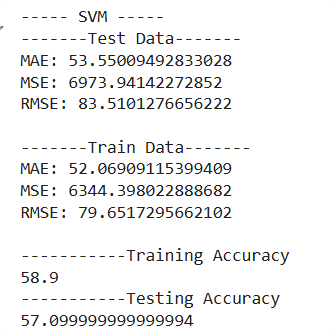 ----- SVM -----
-------Test Data-------
MAE: 53.55009492833028
MSE: 6973.94142272852
RMSE: 83.5101276656222
-------Train Data-------
MAE: 52.06909115399409
MSE: 6344.398022888682
RMSE: 79.6517295662102
-----------Training Accuracy
58.9
-----------Testing Accuracy
57.099999999999994